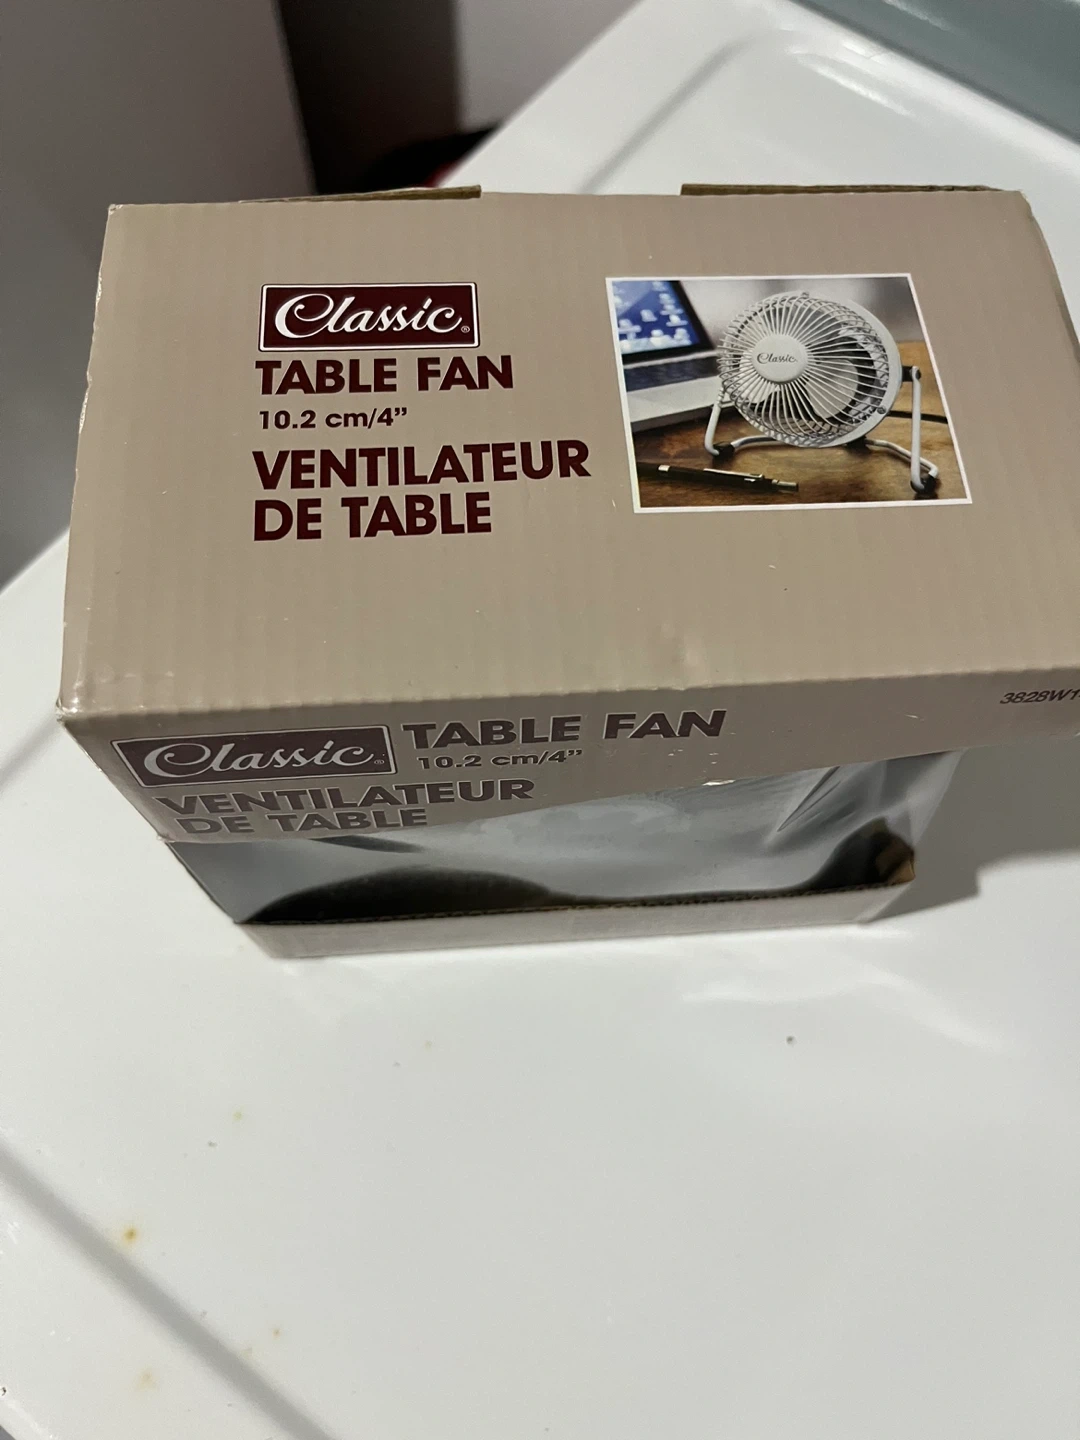 Classic®
TABLE FAN
10.2 cm/4”
VENTILATEUR
DE TABLE
Classic
Classic®
TABLE FAN
10.2 cm/4”
VENTILATEUR
DE TABLE